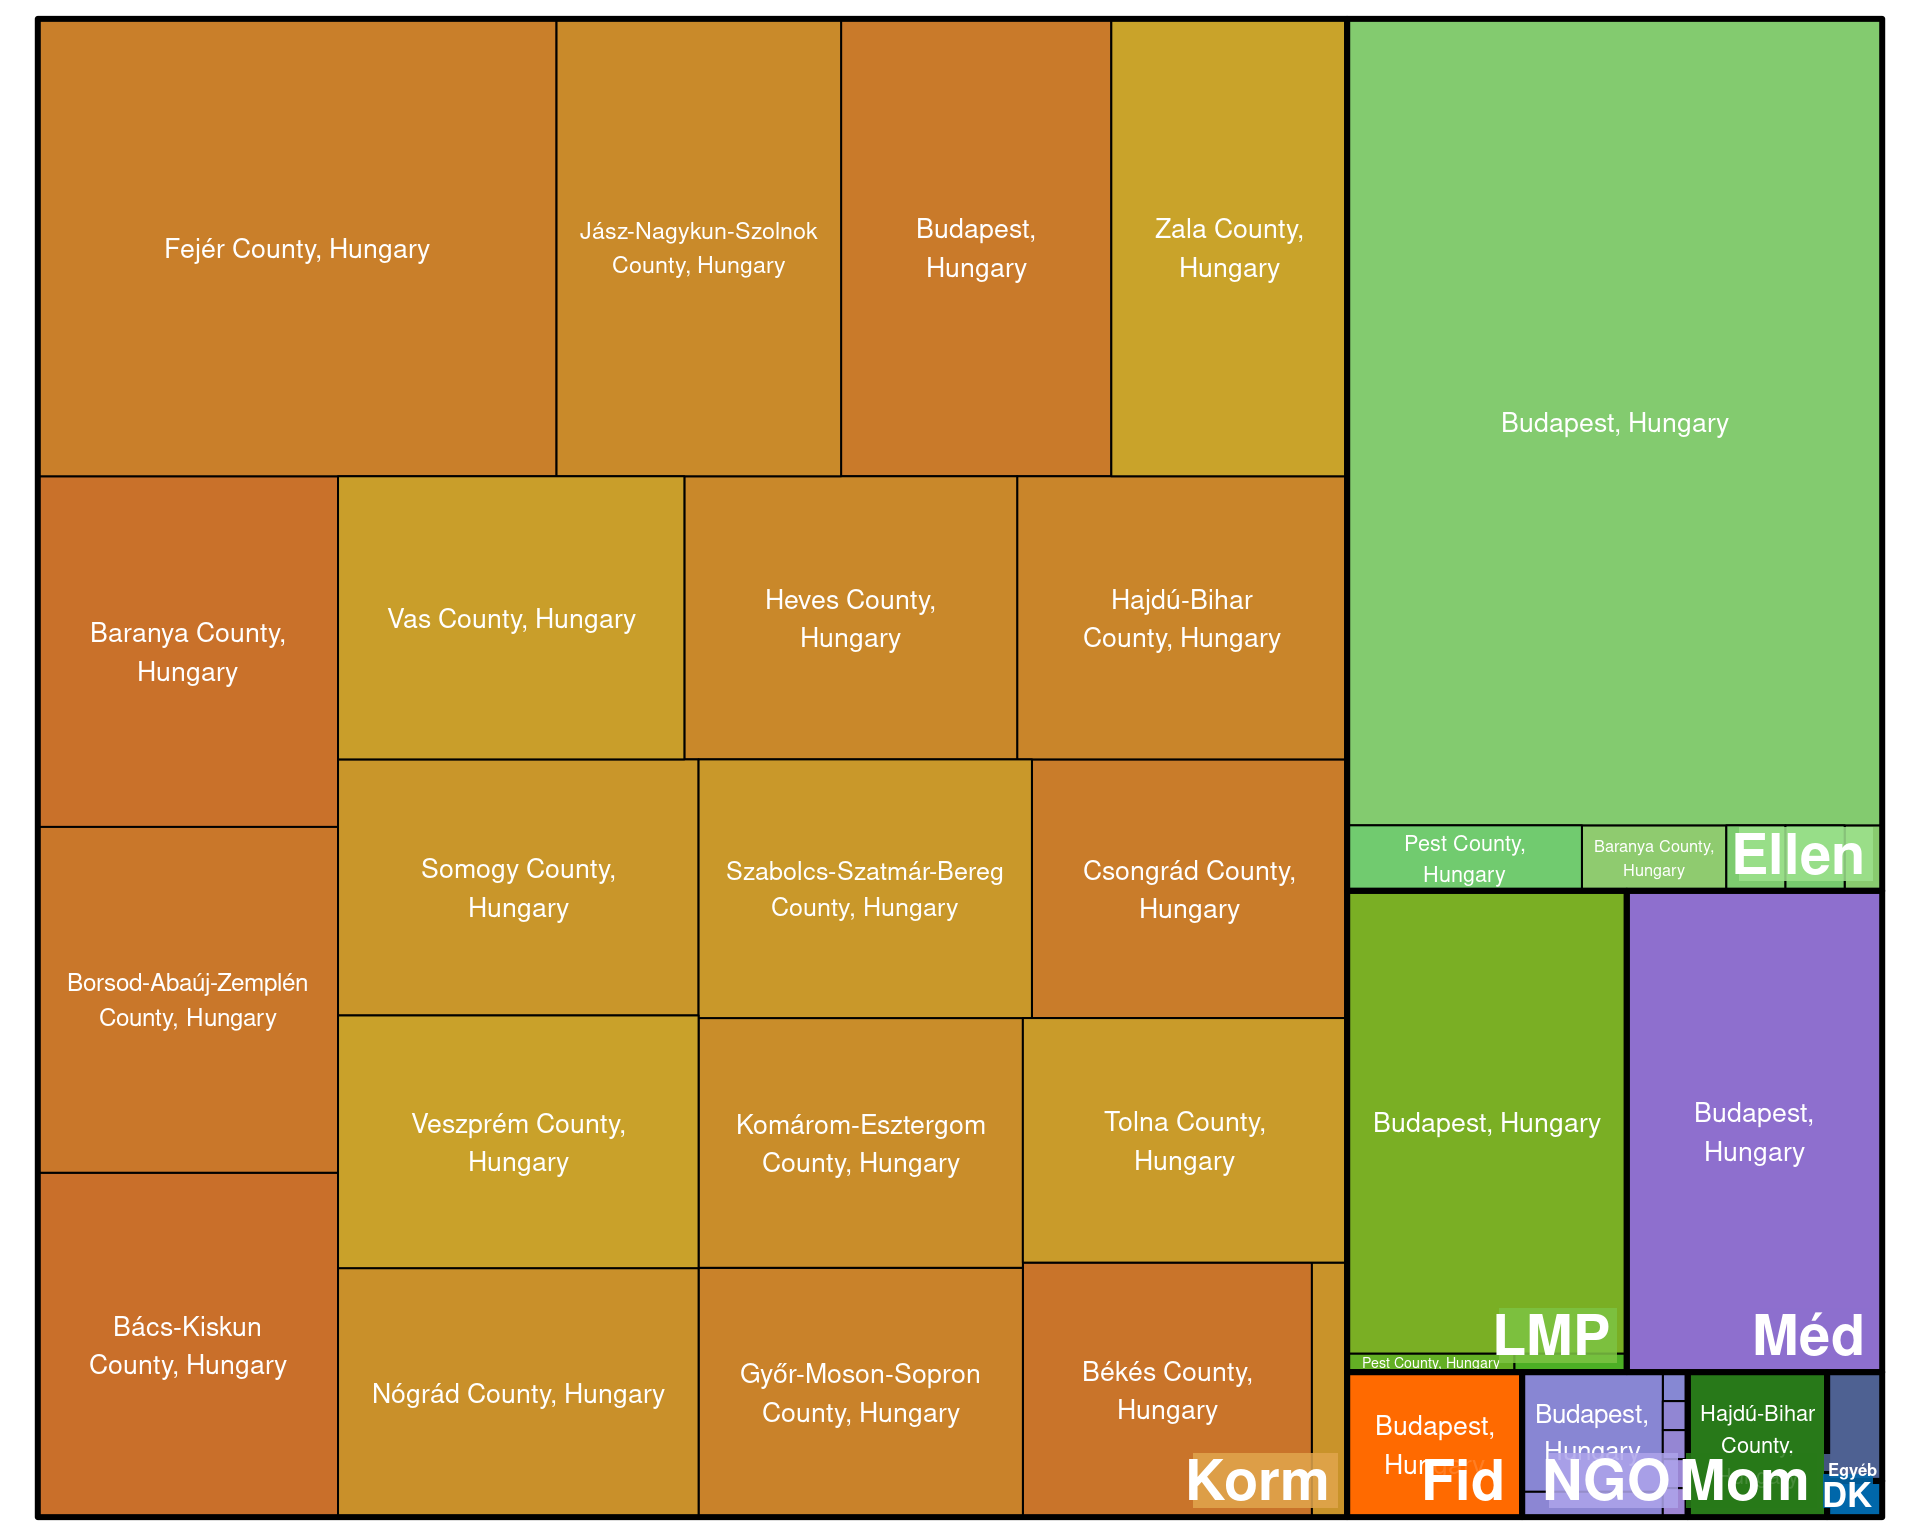 Fejér County, Hungary
Jász-Nagykun-Szolnok
County, Hungary
Budapest,
Hungary
Zala County,
Hungary
Budapest, Hungary
Baranya County,
Hungary
Vas County, Hungary
Heves County,
Hungary
Hajdú-Bihar
County, Hungary
Somogy County,
Hungary
Szabolcs-Szatmár-Bereg
County, Hungary
Csongrád County,
Hungary
Pest County,
Hungary
Baranya County,
Hungary
Ellen
Borsod-Abaúj-Zemplén
County, Hungary
Veszprém County,
Hungary
Komárom-Esztergom
County, Hungary
Tolna County,
Hungary
Budapest, Hungary
LMP
Pest County, Hungary
Budapest,
Hungary
Méd
Bács-Kiskun
County, Hungary
Nógrád County, Hungary
Győr-Moson-Sopron
County, Hungary
Békés County,
Hungary
Korm
Budapest,
Hungary
Fid
Budapest,
Hungary
NGO
Hajdú-Bihar
County,
Mom
Egyéb
DK